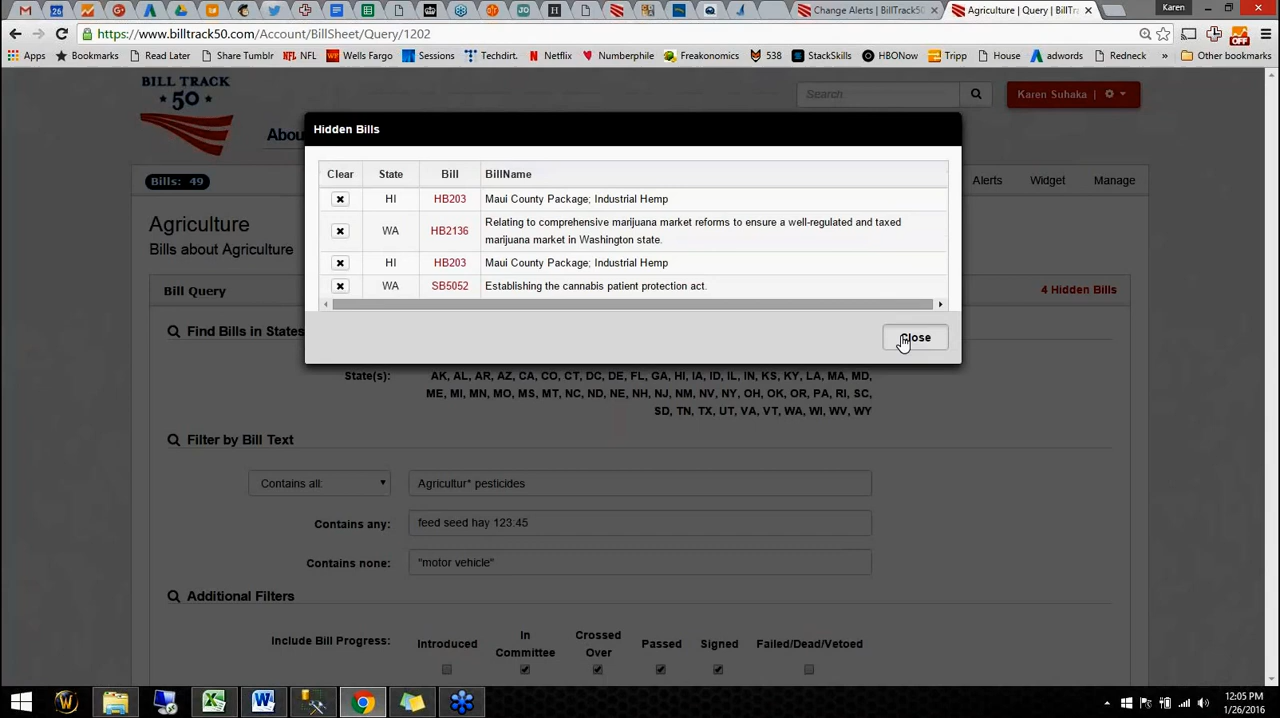 26
Change Alerts | BillTrack50
Agriculture | Query | BillTr
Karen
https://www.billtrack50.com/Account/BillSheet/Query/1202
Apps
Bookmarks
Read Later
Share Tumblr
NFL
Wells Fargo
Sessions
Techdirt.
Netflix
Numberphile
Freakonomics
538
StackSkills
HBONow
Tripp
House
adwords
Redneck
»
Other bookmarks
BILL TRACK
50
Search
Karen Suhaka |
Abou
Hidden Bills
Clear State Bill BillName
HI HB203 Maui County Package; Industrial Hemp
WA HB2136 Relating to comprehensive marijuana market reforms to ensure a well-regulated and taxed
marijuana market in Washington state.
HI HB203 Maui County Package; Industrial Hemp
WA SB5052 Establishing the cannabis patient protection act.
Close
Bills: 49
Alerts
Widget
Manage
Agriculture
Bills about Agriculture
Bill Query
4 Hidden Bills
Find Bills in States
State(s):
AK, AL, AR, AZ, CA, CO, CT, DC, DE, FL, GA, HI, IA, ID, IL, IN, KS, KY, LA, MA, MD,
ME, MI, MN, MO, MS, MT, NC, ND, NE, NH, NJ, NM, NV, NY, OH, OK, OR, PA, RI, SC,
SD, TN, TX, UT, VA, VT, WA, WI, WV, WY
Filter by Bill Text
Contains all:
Agricultur* pesticides
Contains any:
feed seed hay 123:45
Contains none:
"motor vehicle"
Additional Filters
Include Bill Progress:
Introduced
In
Committee
Crossed
Over
Passed
Signed
Failed/Dead/Vetoed
12:05 PM
1/26/2016